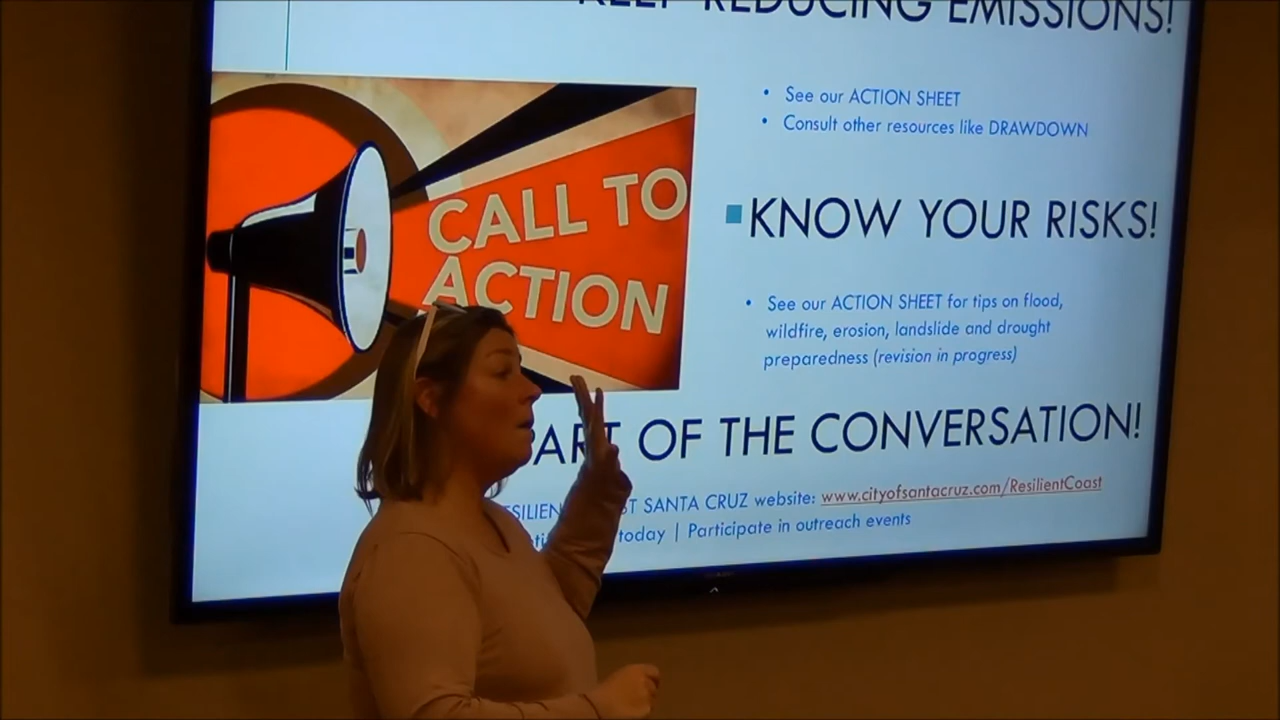 KEEP REDUCING EMISSIONS!
• See our ACTION SHEET
• Consult other resources like DRAWDOWN
CALL TO
ACTION
KNOW YOUR RISKS!
• See our ACTION SHEET for tips on flood,
wildfire, erosion, landslide and drought
preparedness (revision in progress)
PART OF THE CONVERSATION!
SANTA CRUZ website: www.cityofsantacruz.com/ResilientCoast
today | Participate in outreach events